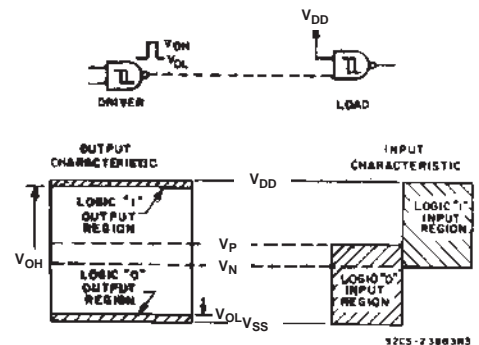 VDD
VOH
VOL
DRIVER
LOAD
OUTPUT
CHARACTERISTIC
INPUT
CHARACTERISTIC
VDD
LOGIC "1"
OUTPUT
REGION
LOGIC "1"
INPUT
REGION
VOH
VP
VN
LOGIC "0"
OUTPUT
REGION
LOGIC "0"
INPUT
REGION
VOL
VSS
92CS-23883R3